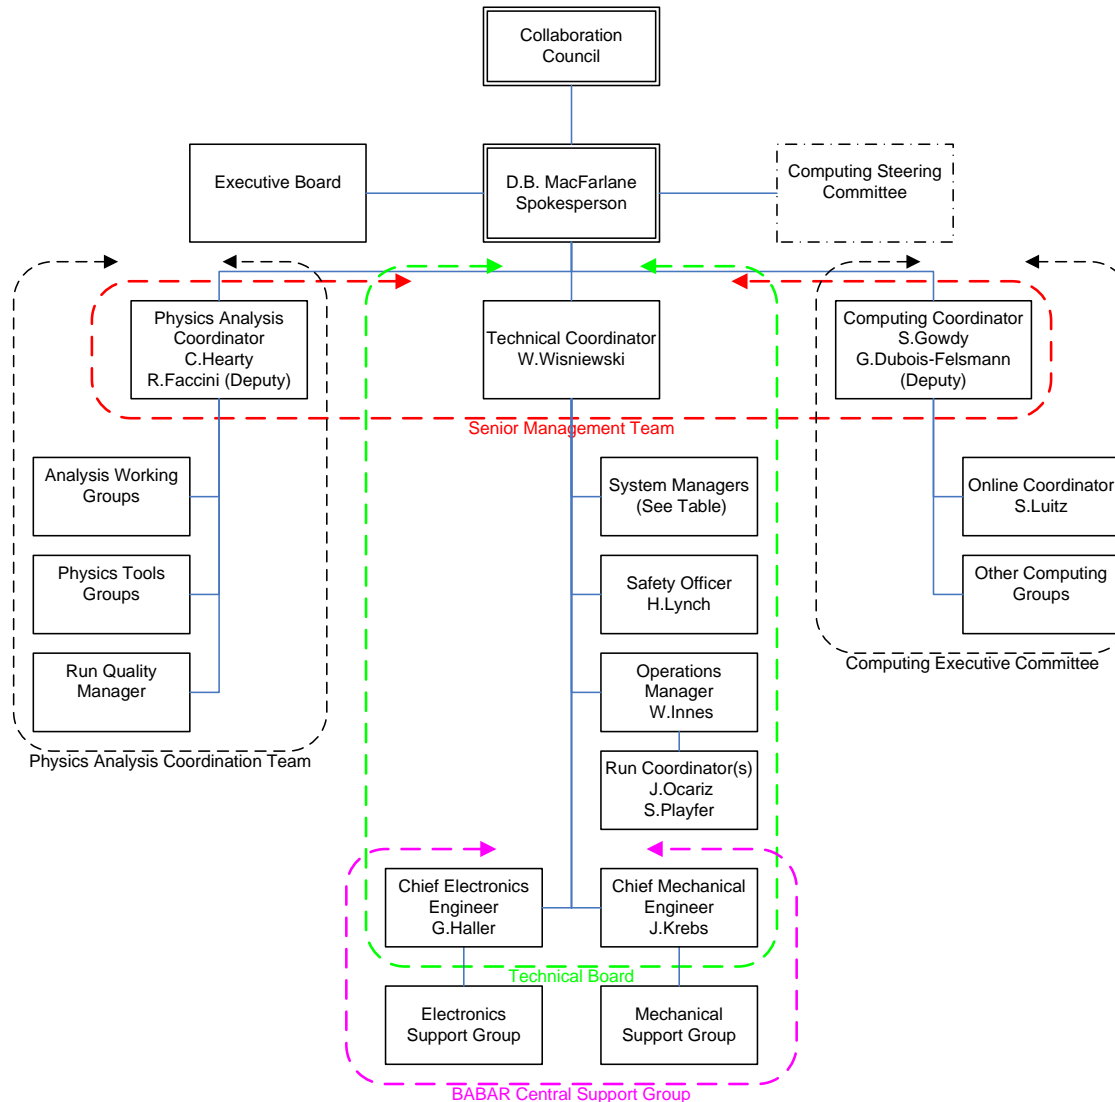 Collaboration
Council
Executive Board
D.B. MacFarlane
Spokesperson
Computing Steering
Committee
Physics Analysis
Coordinator
C.Hearty
R.Faccini (Deputy)
Technical Coordinator
W.Wisniewski
Computing Coordinator
S.Gowdy
G.Dubois-Felsmann
(Deputy)
Senior Management Team
Analysis Working
Groups
System Managers
(See Table)
Online Coordinator
S.Luitz
Physics Tools
Groups
Safety Officer
H.Lynch
Other Computing
Groups
Run Quality
Manager
Operations
Manager
W.Innes
Computing Executive Committee
Physics Analysis Coordination Team
Run Coordinator(s)
J.Ocariz
S.Playfer
Chief Electronics
Engineer
G.Haller
Chief Mechanical
Engineer
J.Krebs
Technical Board
Electronics
Support Group
Mechanical
Support Group
BABAR Central Support Group